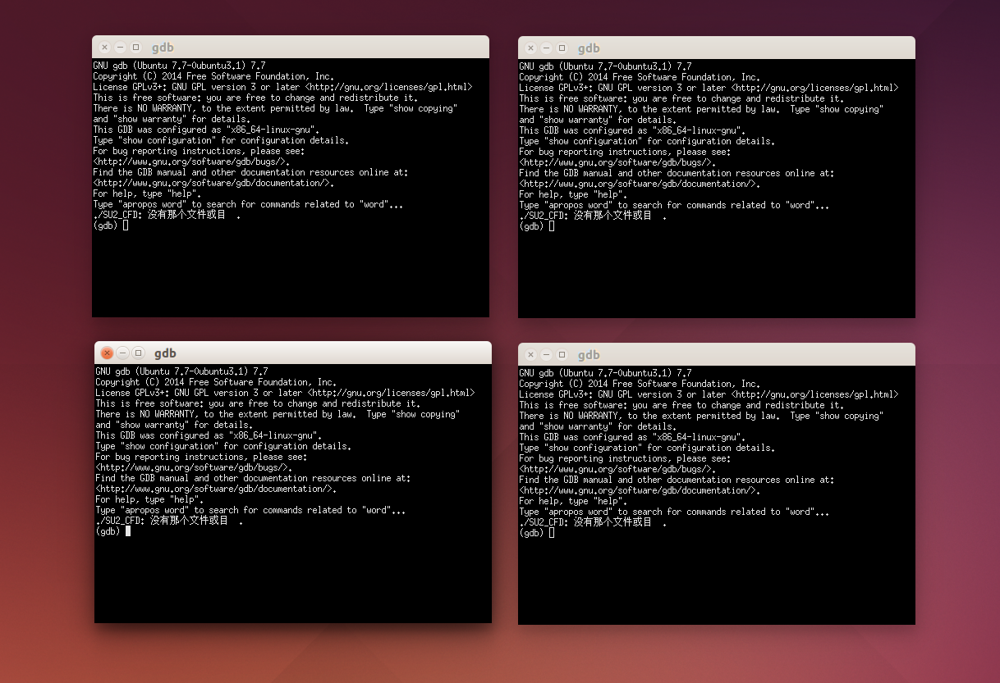 gdb
GNU gdb (Ubuntu 7.7-0ubuntu3.1) 7.7
Copyright (C) 2014 Free Software Foundation, Inc.
License GPLv3+: GNU GPL version 3 or later <http://gnu.org/licenses/gpl.html>
This is free software: you are free to change and redistribute it.
There is NO WARRANTY, to the extent permitted by law.  Type "show copying"
and "show warranty" for details.
This GDB was configured as "x86_64-linux-gnu".
Type "show configuration" for configuration details.
For bug reporting instructions, please see:
<http://www.gnu.org/software/gdb/bugs/>.
Find the GDB manual and other documentation resources online at:
<http://www.gnu.org/software/gdb/documentation/>.
For help, type "help".
Type "apropos word" to search for commands related to "word"...
./SU2_CFD: 没有那个文件或目  .
(gdb)
gdb
GNU gdb (Ubuntu 7.7-0ubuntu3.1) 7.7
Copyright (C) 2014 Free Software Foundation, Inc.
License GPLv3+: GNU GPL version 3 or later <http://gnu.org/licenses/gpl.html>
This is free software: you are free to change and redistribute it.
There is NO WARRANTY, to the extent permitted by law.  Type "show copying"
and "show warranty" for details.
This GDB was configured as "x86_64-linux-gnu".
Type "show configuration" for configuration details.
For bug reporting instructions, please see:
<http://www.gnu.org/software/gdb/bugs/>.
Find the GDB manual and other documentation resources online at:
<http://www.gnu.org/software/gdb/documentation/>.
For help, type "help".
Type "apropos word" to search for commands related to "word"...
./SU2_CFD: 没有那个文件或目  .
(gdb)
gdb
GNU gdb (Ubuntu 7.7-0ubuntu3.1) 7.7
Copyright (C) 2014 Free Software Foundation, Inc.
License GPLv3+: GNU GPL version 3 or later <http://gnu.org/licenses/gpl.html>
This is free software: you are free to change and redistribute it.
There is NO WARRANTY, to the extent permitted by law.  Type "show copying"
and "show warranty" for details.
This GDB was configured as "x86_64-linux-gnu".
Type "show configuration" for configuration details.
For bug reporting instructions, please see:
<http://www.gnu.org/software/gdb/bugs/>.
Find the GDB manual and other documentation resources online at:
<http://www.gnu.org/software/gdb/documentation/>.
For help, type "help".
Type "apropos word" to search for commands related to "word"...
./SU2_CFD: 没有那个文件或目  .
(gdb)
gdb
GNU gdb (Ubuntu 7.7-0ubuntu3.1) 7.7
Copyright (C) 2014 Free Software Foundation, Inc.
License GPLv3+: GNU GPL version 3 or later <http://gnu.org/licenses/gpl.html>
This is free software: you are free to change and redistribute it.
There is NO WARRANTY, to the extent permitted by law.  Type "show copying"
and "show warranty" for details.
This GDB was configured as "x86_64-linux-gnu".
Type "show configuration" for configuration details.
For bug reporting instructions, please see:
<http://www.gnu.org/software/gdb/bugs/>.
Find the GDB manual and other documentation resources online at:
<http://www.gnu.org/software/gdb/documentation/>.
For help, type "help".
Type "apropos word" to search for commands related to "word"...
./SU2_CFD: 没有那个文件或目  .
(gdb)